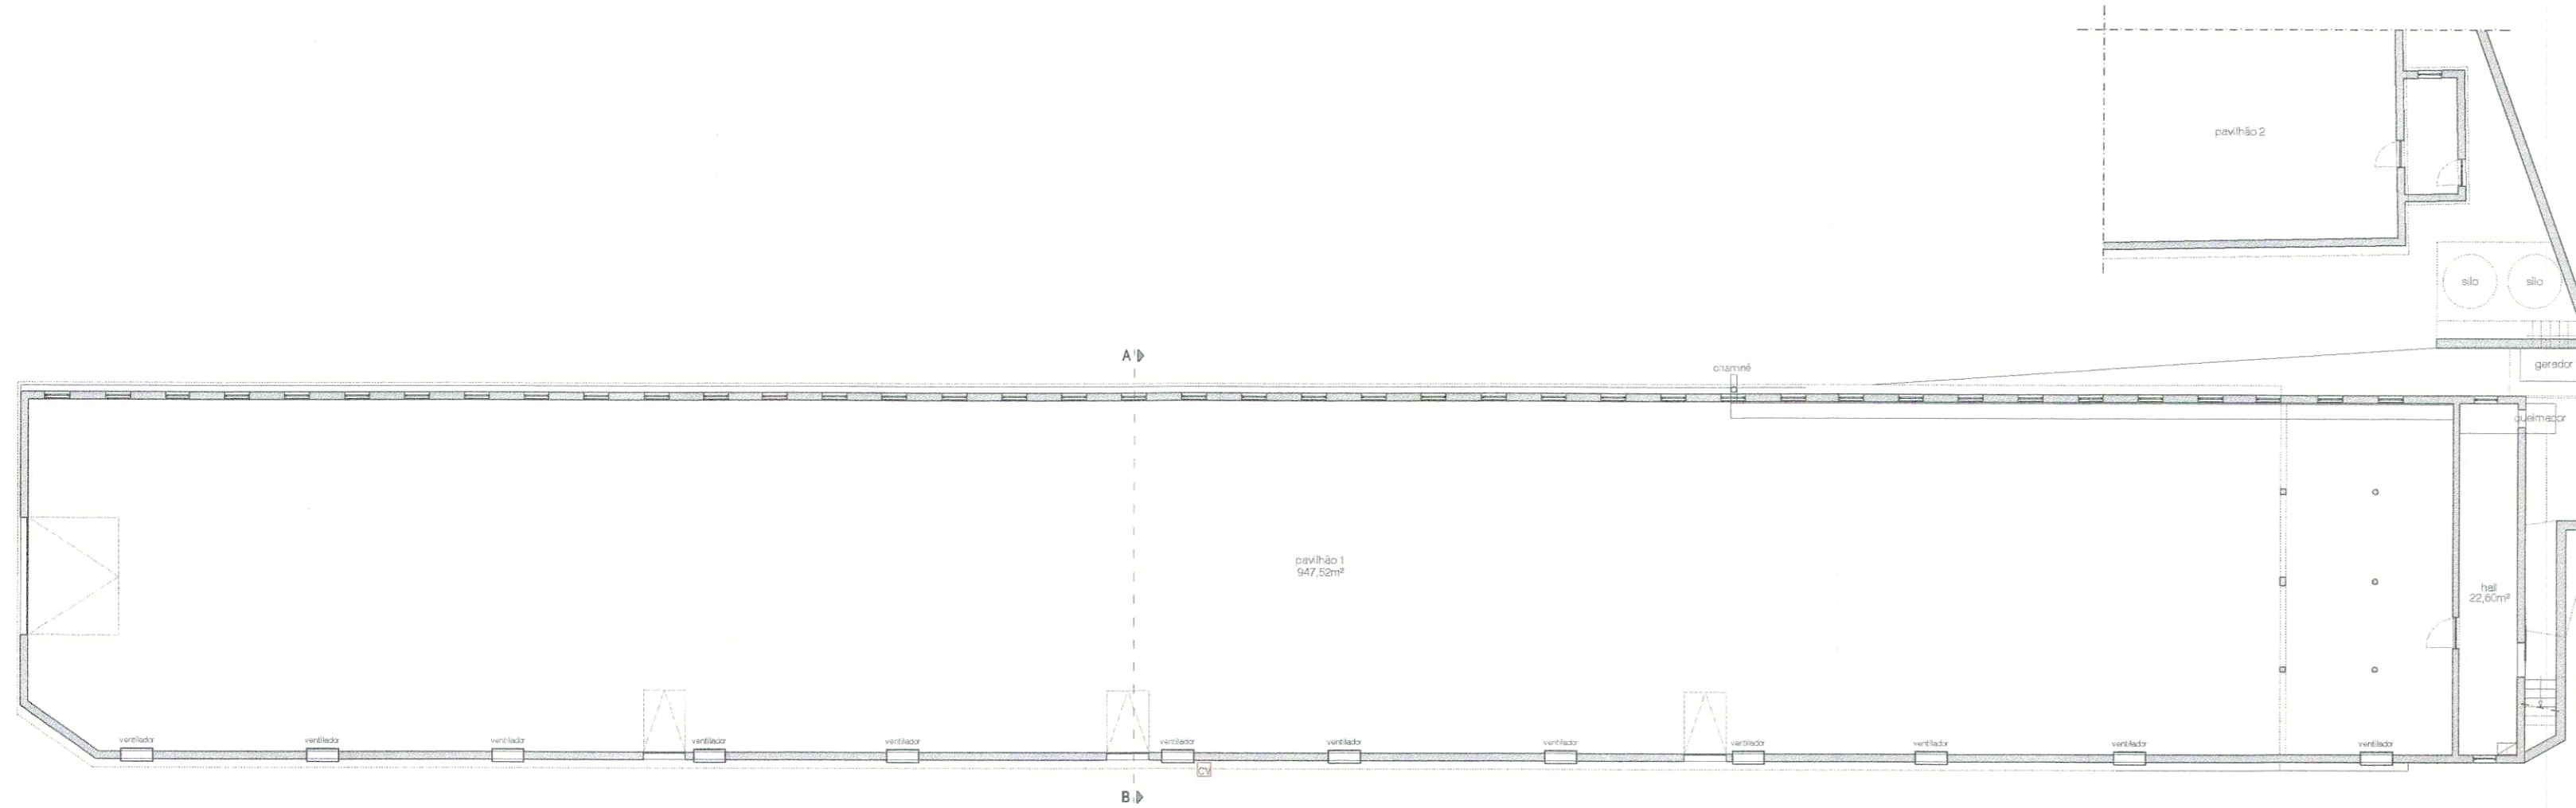 pavilhão 2
silo
silo
A
chaminé
gerador
queimador
pavilhão 1
947,52m²
hall
22,60m²
ventilador
ventilador
ventilador
ventilador
ventilador
ventilador
ventilador
ventilador
ventilador
ventilador
ventilador
ventilador
CV
B